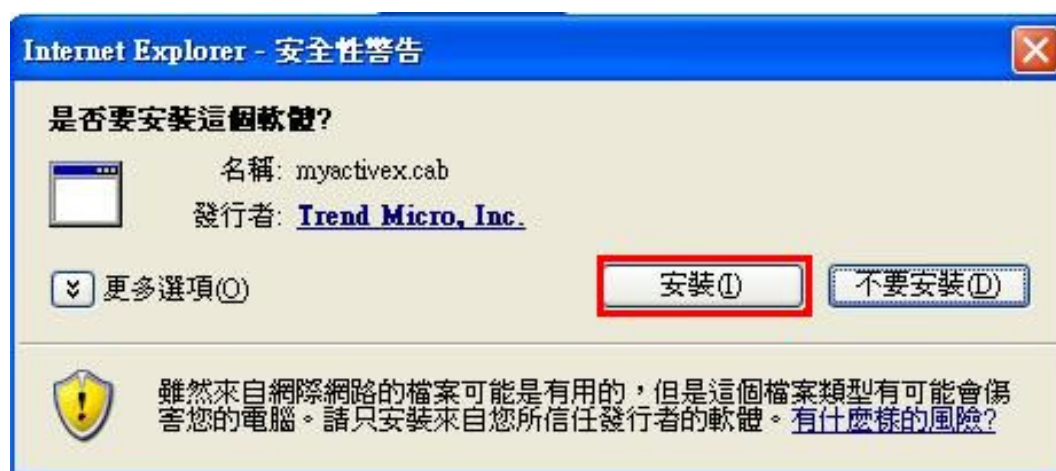 Internet Explorer - 安全性警告
是否要安裝這個軟體?
名稱: myactivex.cab
發行者: Trend Micro, Inc.
更多選項(O)
安裝(I)
不要安裝(D)
雖然來自網際網路的檔案可能是有用的，但是這個檔案類型有可能會傷
害您的電腦。請只安裝來自您所信任發行者的軟體。有什麼樣的風險?